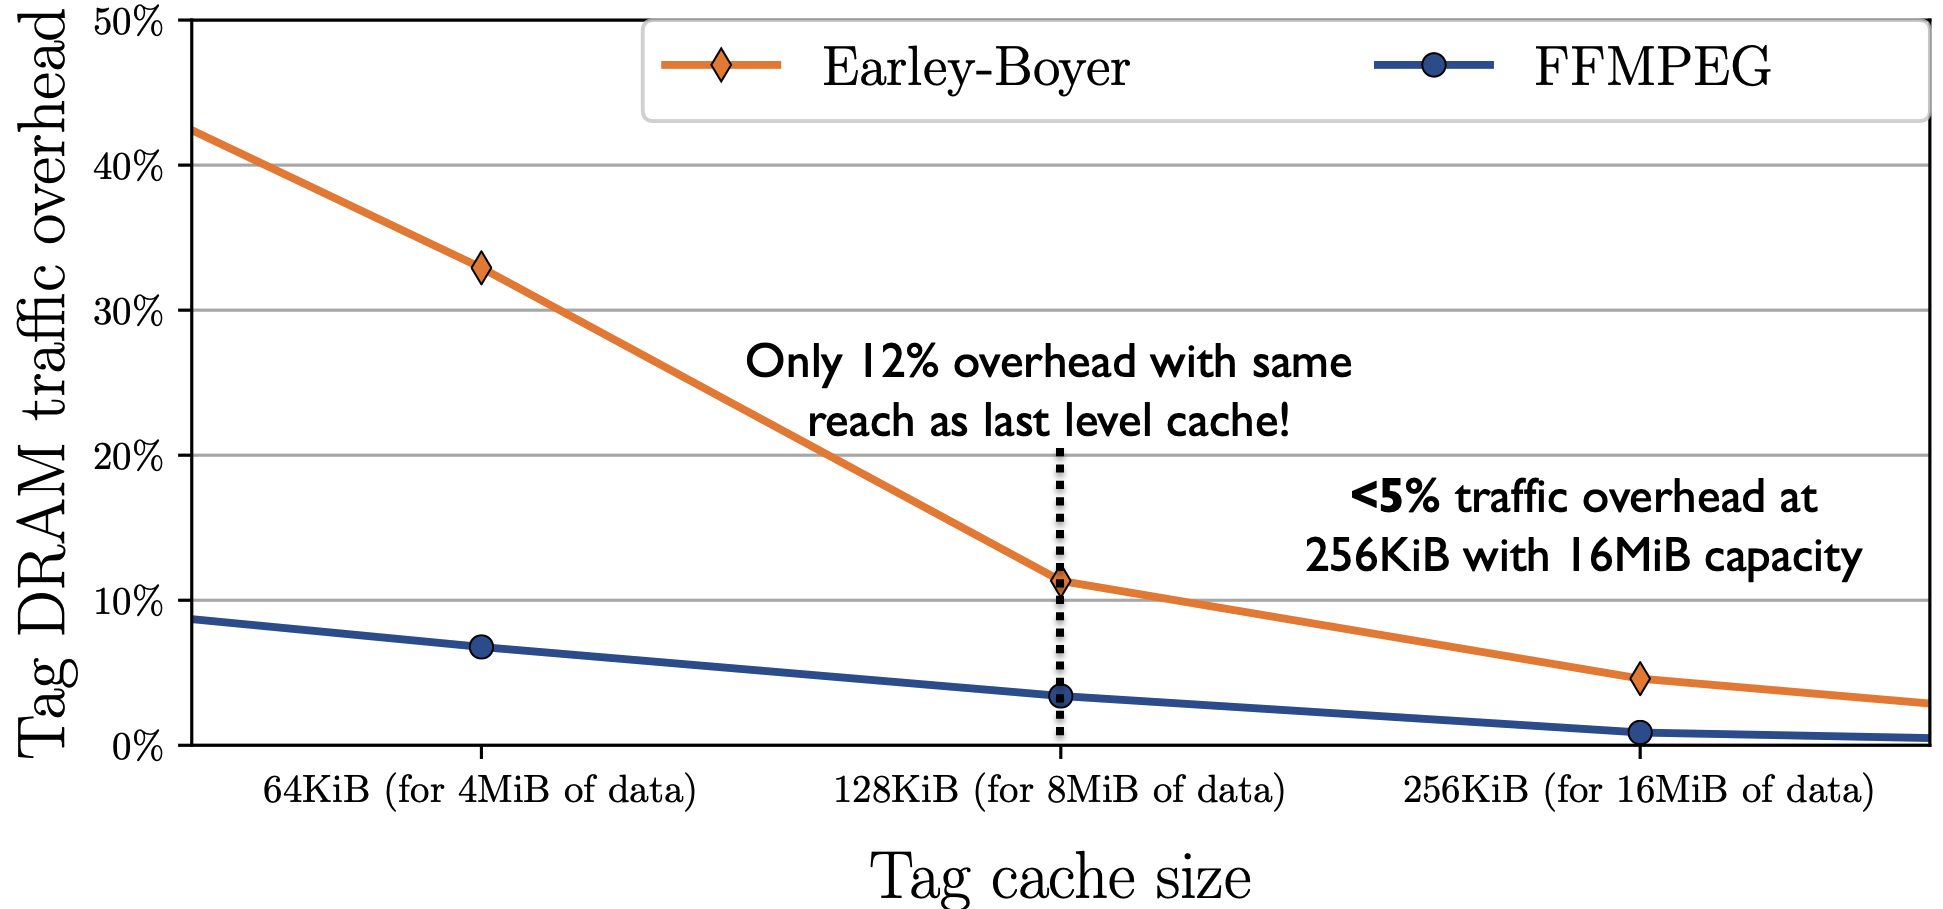 Tag DRAM traffic overhead
50%
40%
30%
20%
10%
0%
Earley-Boyer
FFMPEG
Only 12% overhead with same
reach as last level cache!
<5% traffic overhead at
256KiB with 16MiB capacity
64KiB (for 4MiB of data)
128KiB (for 8MiB of data)
256KiB (for 16MiB of data)
Tag cache size